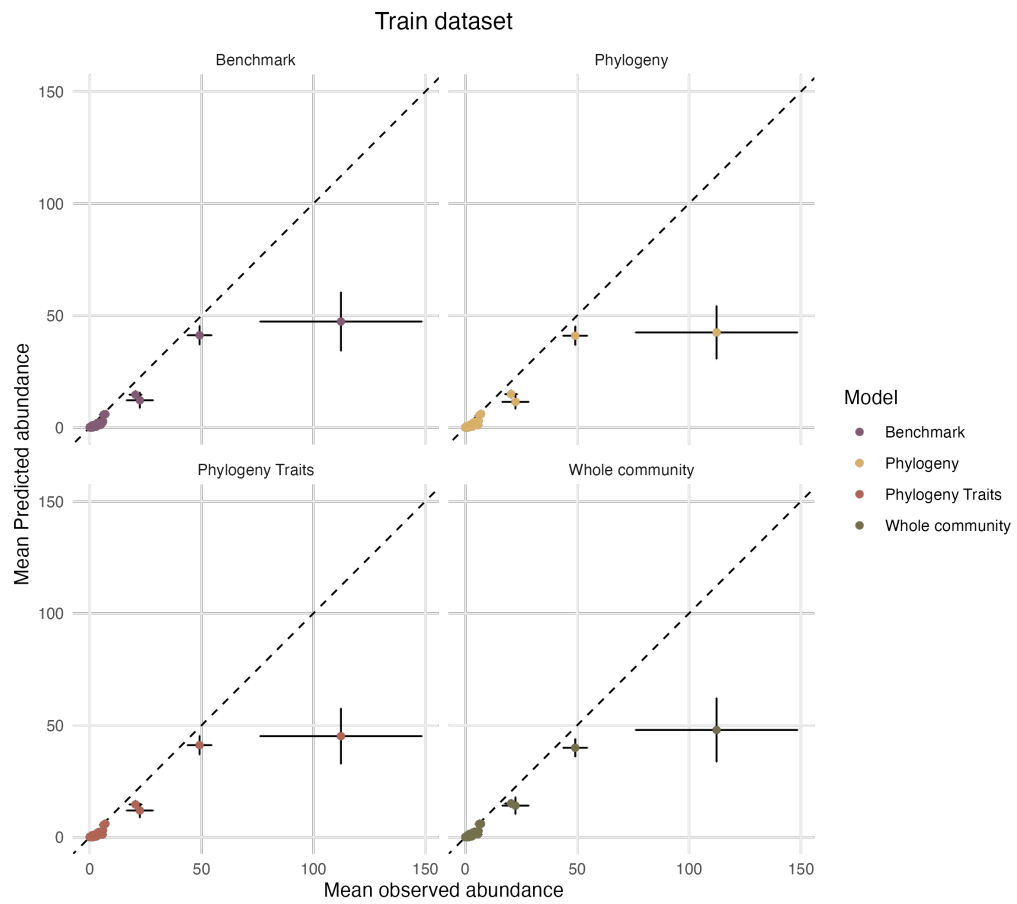 Train dataset
Benchmark
Phylogeny
150
100
50
0
Mean Predicted abundance
Phylogeny Traits
Whole community
150
100
50
0
0
50
100
150
0
50
100
150
Mean observed abundance
Model
Benchmark
Phylogeny
Phylogeny Traits
Whole community